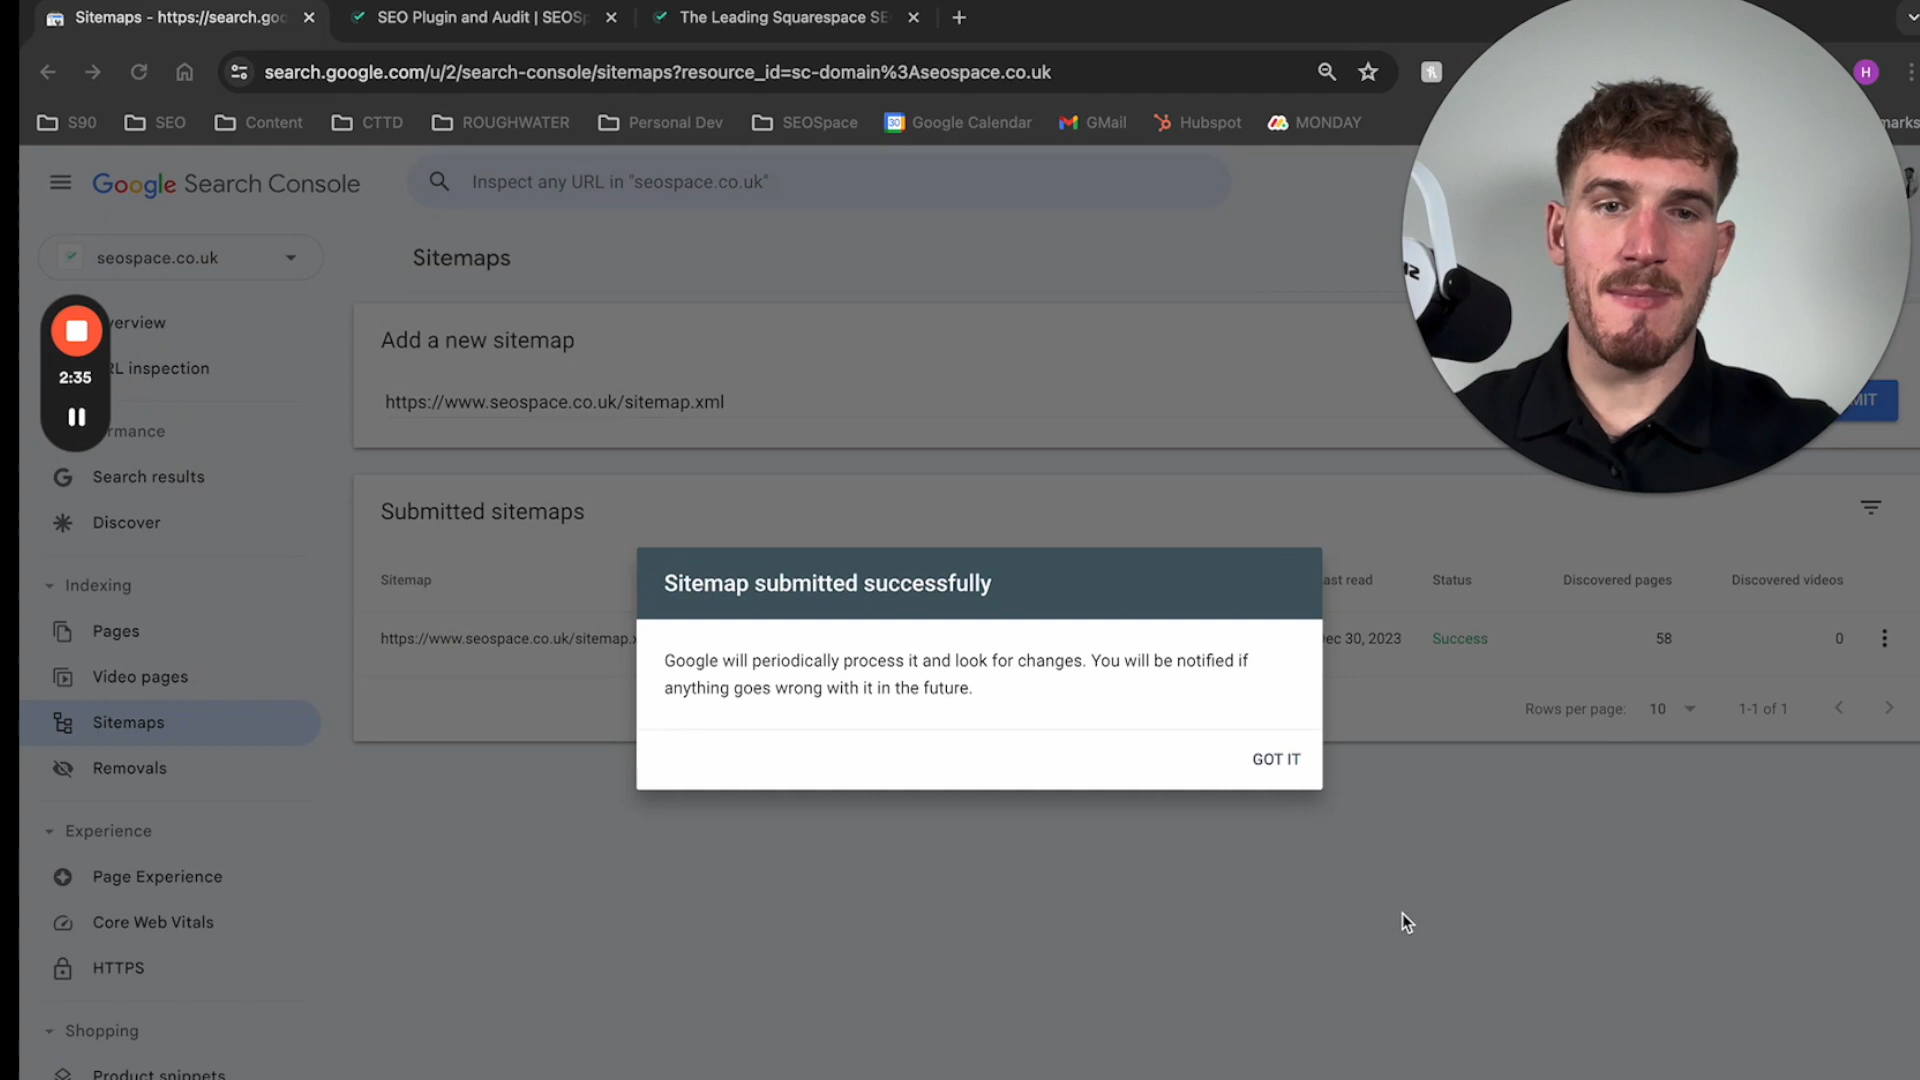 Sitemaps - https://search.goo
SEO Plugin and Audit | SEOSp
The Leading Squarespace SE
search.google.com/u/2/search-console/sitemaps?resource_id=sc-domain%3Aseospace.co.uk
H
S90
SEO
Content
CTTD
ROUGHWATER
Personal Dev
SEOSpace
Google Calendar
GMail
Hubspot
MONDAY
marks
Google Search Console
Inspect any URL in "seospace.co.uk"
seospace.co.uk
Sitemaps
verview
RL inspection
2:35
rmance
Search results
Discover
Indexing
Pages
Video pages
Sitemaps
Removals
Experience
Page Experience
Core Web Vitals
HTTPS
Shopping
Product snippets
Add a new sitemap
https://www.seospace.co.uk/sitemap.xml
MIT
Submitted sitemaps
Sitemap
ast read
Status
Discovered pages
Discovered videos
https://www.seospace.co.uk/sitemap.x
ec 30, 2023
Success
58
0
Rows per page:
10
1-1 of 1
Sitemap submitted successfully
Google will periodically process it and look for changes. You will be notified if
anything goes wrong with it in the future.
GOT IT